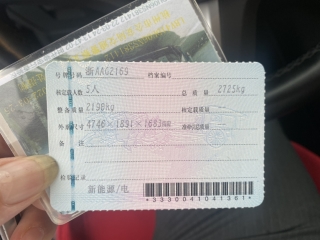 号牌号码 浙AAG2165 档案编号
核定载人数 5人 总质量 2725kg
整备质量 2198kg 核定载质量
外廓尺寸 4746×1891×1683mm
备注
检验记录
新能源/电
*3330041041361*